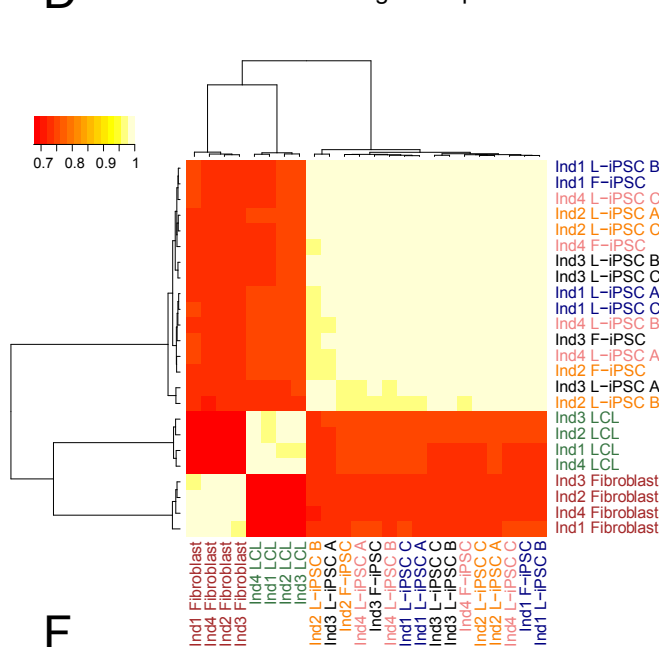 0.7 0.8 0.9 1
Ind1 L−iPSC B
Ind1 F−iPSC
Ind4 L−iPSC C
Ind2 L−iPSC A
Ind2 L−iPSC C
Ind4 F−iPSC
Ind3 L−iPSC B
Ind3 L−iPSC C
Ind1 L−iPSC A
Ind1 L−iPSC C
Ind4 L−iPSC B
Ind3 F−iPSC
Ind4 L−iPSC A
Ind2 F−iPSC
Ind3 L−iPSC A
Ind2 L−iPSC B
Ind3 LCL
Ind2 LCL
Ind1 LCL
Ind4 LCL
Ind3 Fibroblast
Ind2 Fibroblast
Ind4 Fibroblast
Ind1 Fibroblast
Ind1 Fibroblast
Ind4 Fibroblast
Ind2 Fibroblast
Ind3 Fibroblast
Ind4 LCL
Ind1 LCL
Ind2 LCL
Ind3 LCL
Ind2 L−iPSC B
Ind3 L−iPSC A
Ind2 F−iPSC
Ind4 L−iPSC A
Ind3 F−iPSC
Ind4 L−iPSC B
Ind1 L−iPSC C
Ind1 L−iPSC A
Ind3 L−iPSC C
Ind3 L−iPSC B
Ind4 F−iPSC
Ind2 L−iPSC C
Ind2 L−iPSC A
Ind4 L−iPSC C
Ind1 F−iPSC
Ind1 L−iPSC B